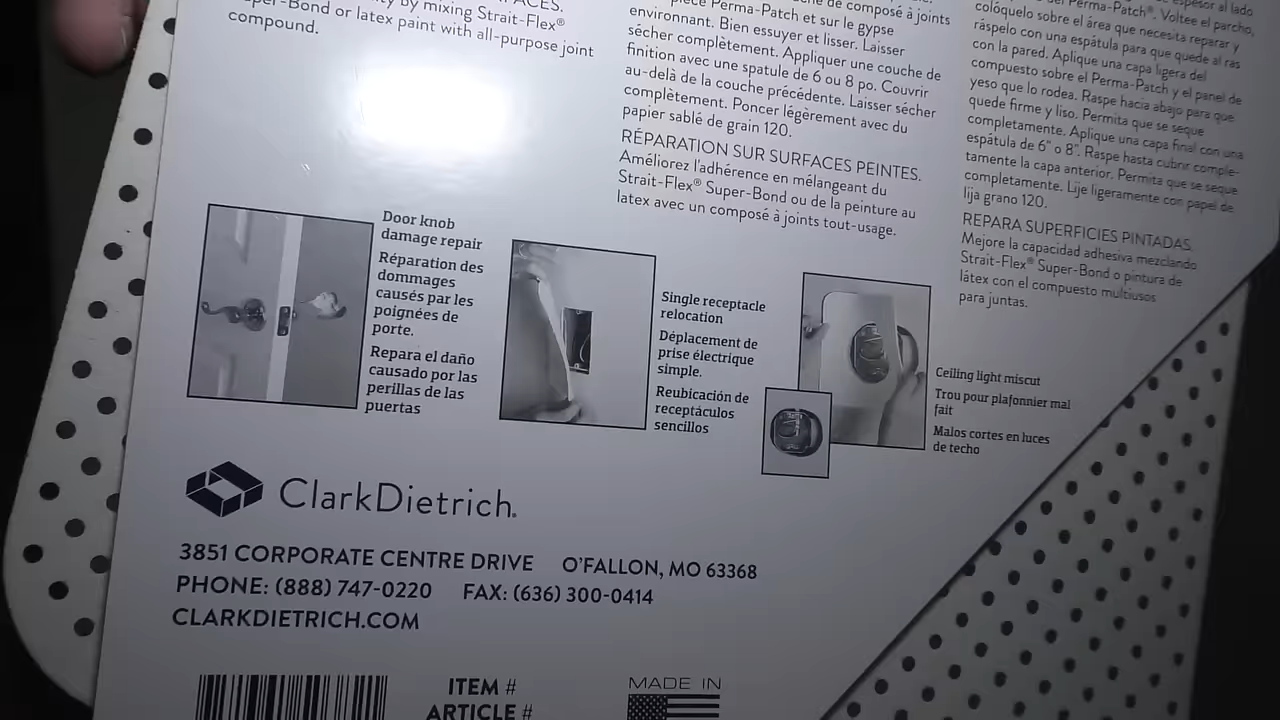 ACES.
by mixing Strait-Flex®
-Bond or latex paint with all-purpose joint
compound.
Perma-Patch et sur le gypse
environnant. Bien essuyer et lisser. Laisser
sécher complètement. Appliquer une couche de
finition avec une spatule de 6 ou 8 po. Couvrir
au-delà de la couche précédente. Laisser sécher
complètement. Poncer légèrement avec du
papier sablé de grain 120.
RÉPARATION SUR SURFACES PEINTES.
Améliorez l'adhérence en mélangeant du
Strait-Flex® Super-Bond ou de la peinture au
latex avec un composé à joints tout-usage.
Perma-Patch®. Voltee el parcho,
colóquelo sobre el área que necesita reparar y
ráspelo con una espátula para que quede al ras
con la pared. Aplique una capa ligera del
compuesto sobre el Perma-Patch y el panel de
yeso que lo rodea. Raspe hacia abajo para que
quede firme y liso. Permita que se seque
completamente. Aplique una capa final con una
espátula de 6" o 8". Raspe hasta cubrir comple-
tamente la capa anterior. Permita que se seque
completamente. Lije ligeramente con papel de
lija grano 120.
REPARA SUPERFICIES PINTADAS.
Mejore la capacidad adhesiva mezclando
Strait-Flex® Super-Bond o pintura de
látex con el compuesto multiusos
para juntas.
Door knob
damage repair
Réparation des
dommages
causés par les
poignées de
porte.
Repara el daño
causado por las
perillas de las
puertas
Single receptacle
relocation
Déplacement de
prise électrique
simple.
Reubicación de
receptáculos
sencillos
Ceiling light miscut
Trou pour plafonnier mal
fait
Malos cortes en luces
de techo
ClarkDietrich.
3851 CORPORATE CENTRE DRIVE O'FALLON, MO 63368
PHONE: (888) 747-0220 FAX: (636) 300-0414
CLARKDIETRICH.COM
ITEM #
ARTICLE #
MADE IN